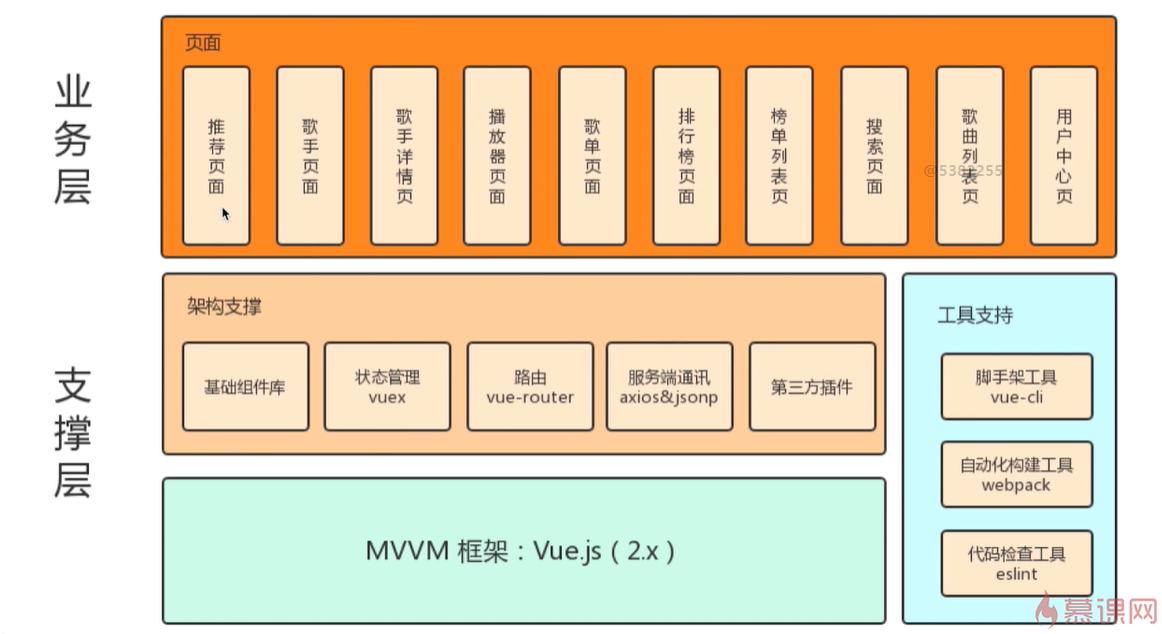 业务层
页面
推荐页面
歌手页面
歌手详情页
播放器页面
歌单页面
排行榜页面
榜单列表页
搜索页面
歌曲列表页
用户中心页
@5382255
支撑层
架构支撑
基础组件库
状态管理
vuex
路由
vue-router
服务端通讯
axios&jsonp
第三方插件
工具支持
脚手架工具
vue-cli
自动化构建工具
webpack
代码检查工具
eslint
MVVM 框架：Vue.js（2.x）
慕课网